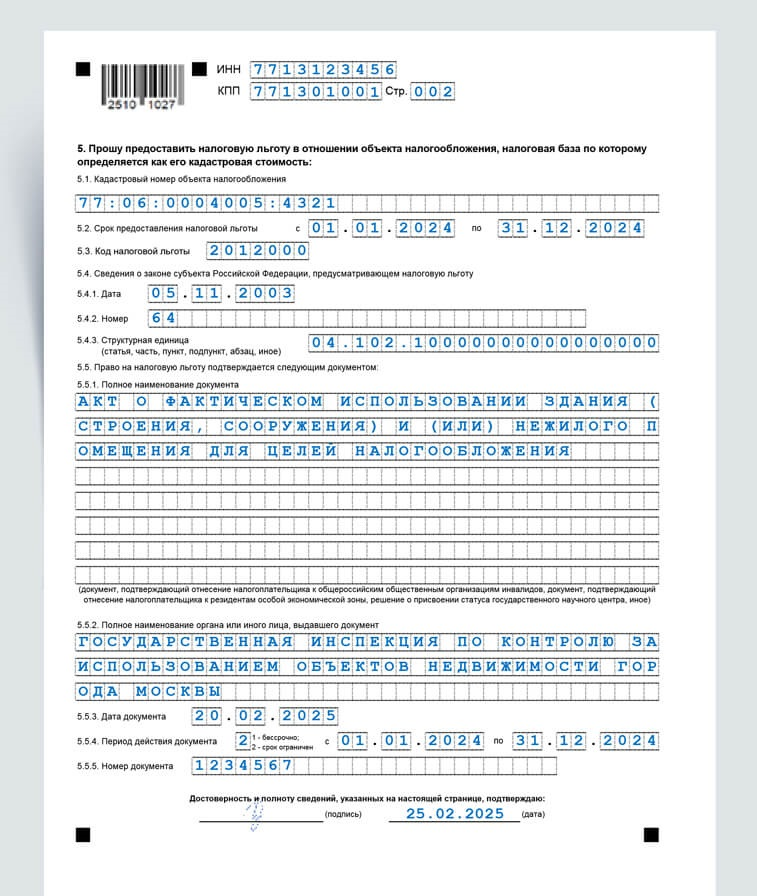 ИНН 7713123456
2510 1027
КПП 771301001 Стр. 002
5. Прошу предоставить налоговую льготу в отношении объекта налогообложения, налоговая база по которому
определяется как его кадастровая стоимость:
5.1. Кадастровый номер объекта налогообложения
77:06:0004005:4321
5.2. Срок предоставления налоговой льготы с 01.01.2024 по 31.12.2024
5.3. Код налоговой льготы 2012000
5.4. Сведения о законе субъекта Российской Федерации, предусматривающем налоговую льготу
5.4.1. Дата 05.11.2003
5.4.2. Номер 64
5.4.3. Структурная единица
(статья, часть, пункт, подпункт, абзац, иное) 04.102.10000000000000000
5.5. Право на налоговую льготу подтверждается следующим документом:
5.5.1. Полное наименование документа
АКТ О ФАКТИЧЕСКОМ ИСПОЛЬЗОВАНИИ ЗДАНИЯ (
СТРОЕНИЯ, СООРУЖЕНИЯ) И (ИЛИ) НЕЖИЛОГО П
ОМЕЩЕНИЯ ДЛЯ ЦЕЛЕЙ НАЛОГООБЛОЖЕНИЯ
(документ, подтверждающий отнесение налогоплательщика к общероссийским общественным организациям инвалидов, документ, подтверждающий
отнесение налогоплательщика к резидентам особой экономической зоны, решение о присвоении статуса государственного научного центра, иное)
5.5.2. Полное наименование органа или иного лица, выдавшего документ
ГОСУДАРСТВЕННАЯ ИНСПЕКЦИЯ ПО КОНТРОЛЮ ЗА
ИСПОЛЬЗОВАНИЕМ ОБЪЕКТОВ НЕДВИЖИМОСТИ ГОР
ОДА МОСКВЫ
5.5.3. Дата документа 20.02.2025
5.5.4. Период действия документа 2 1 - бессрочно; 2 - срок ограничен с 01.01.2024 по 31.12.2024
5.5.5. Номер документа 1234567
Достоверность и полноту сведений, указанных на настоящей странице, подтверждаю:
(подпись) 25.02.2025 (дата)